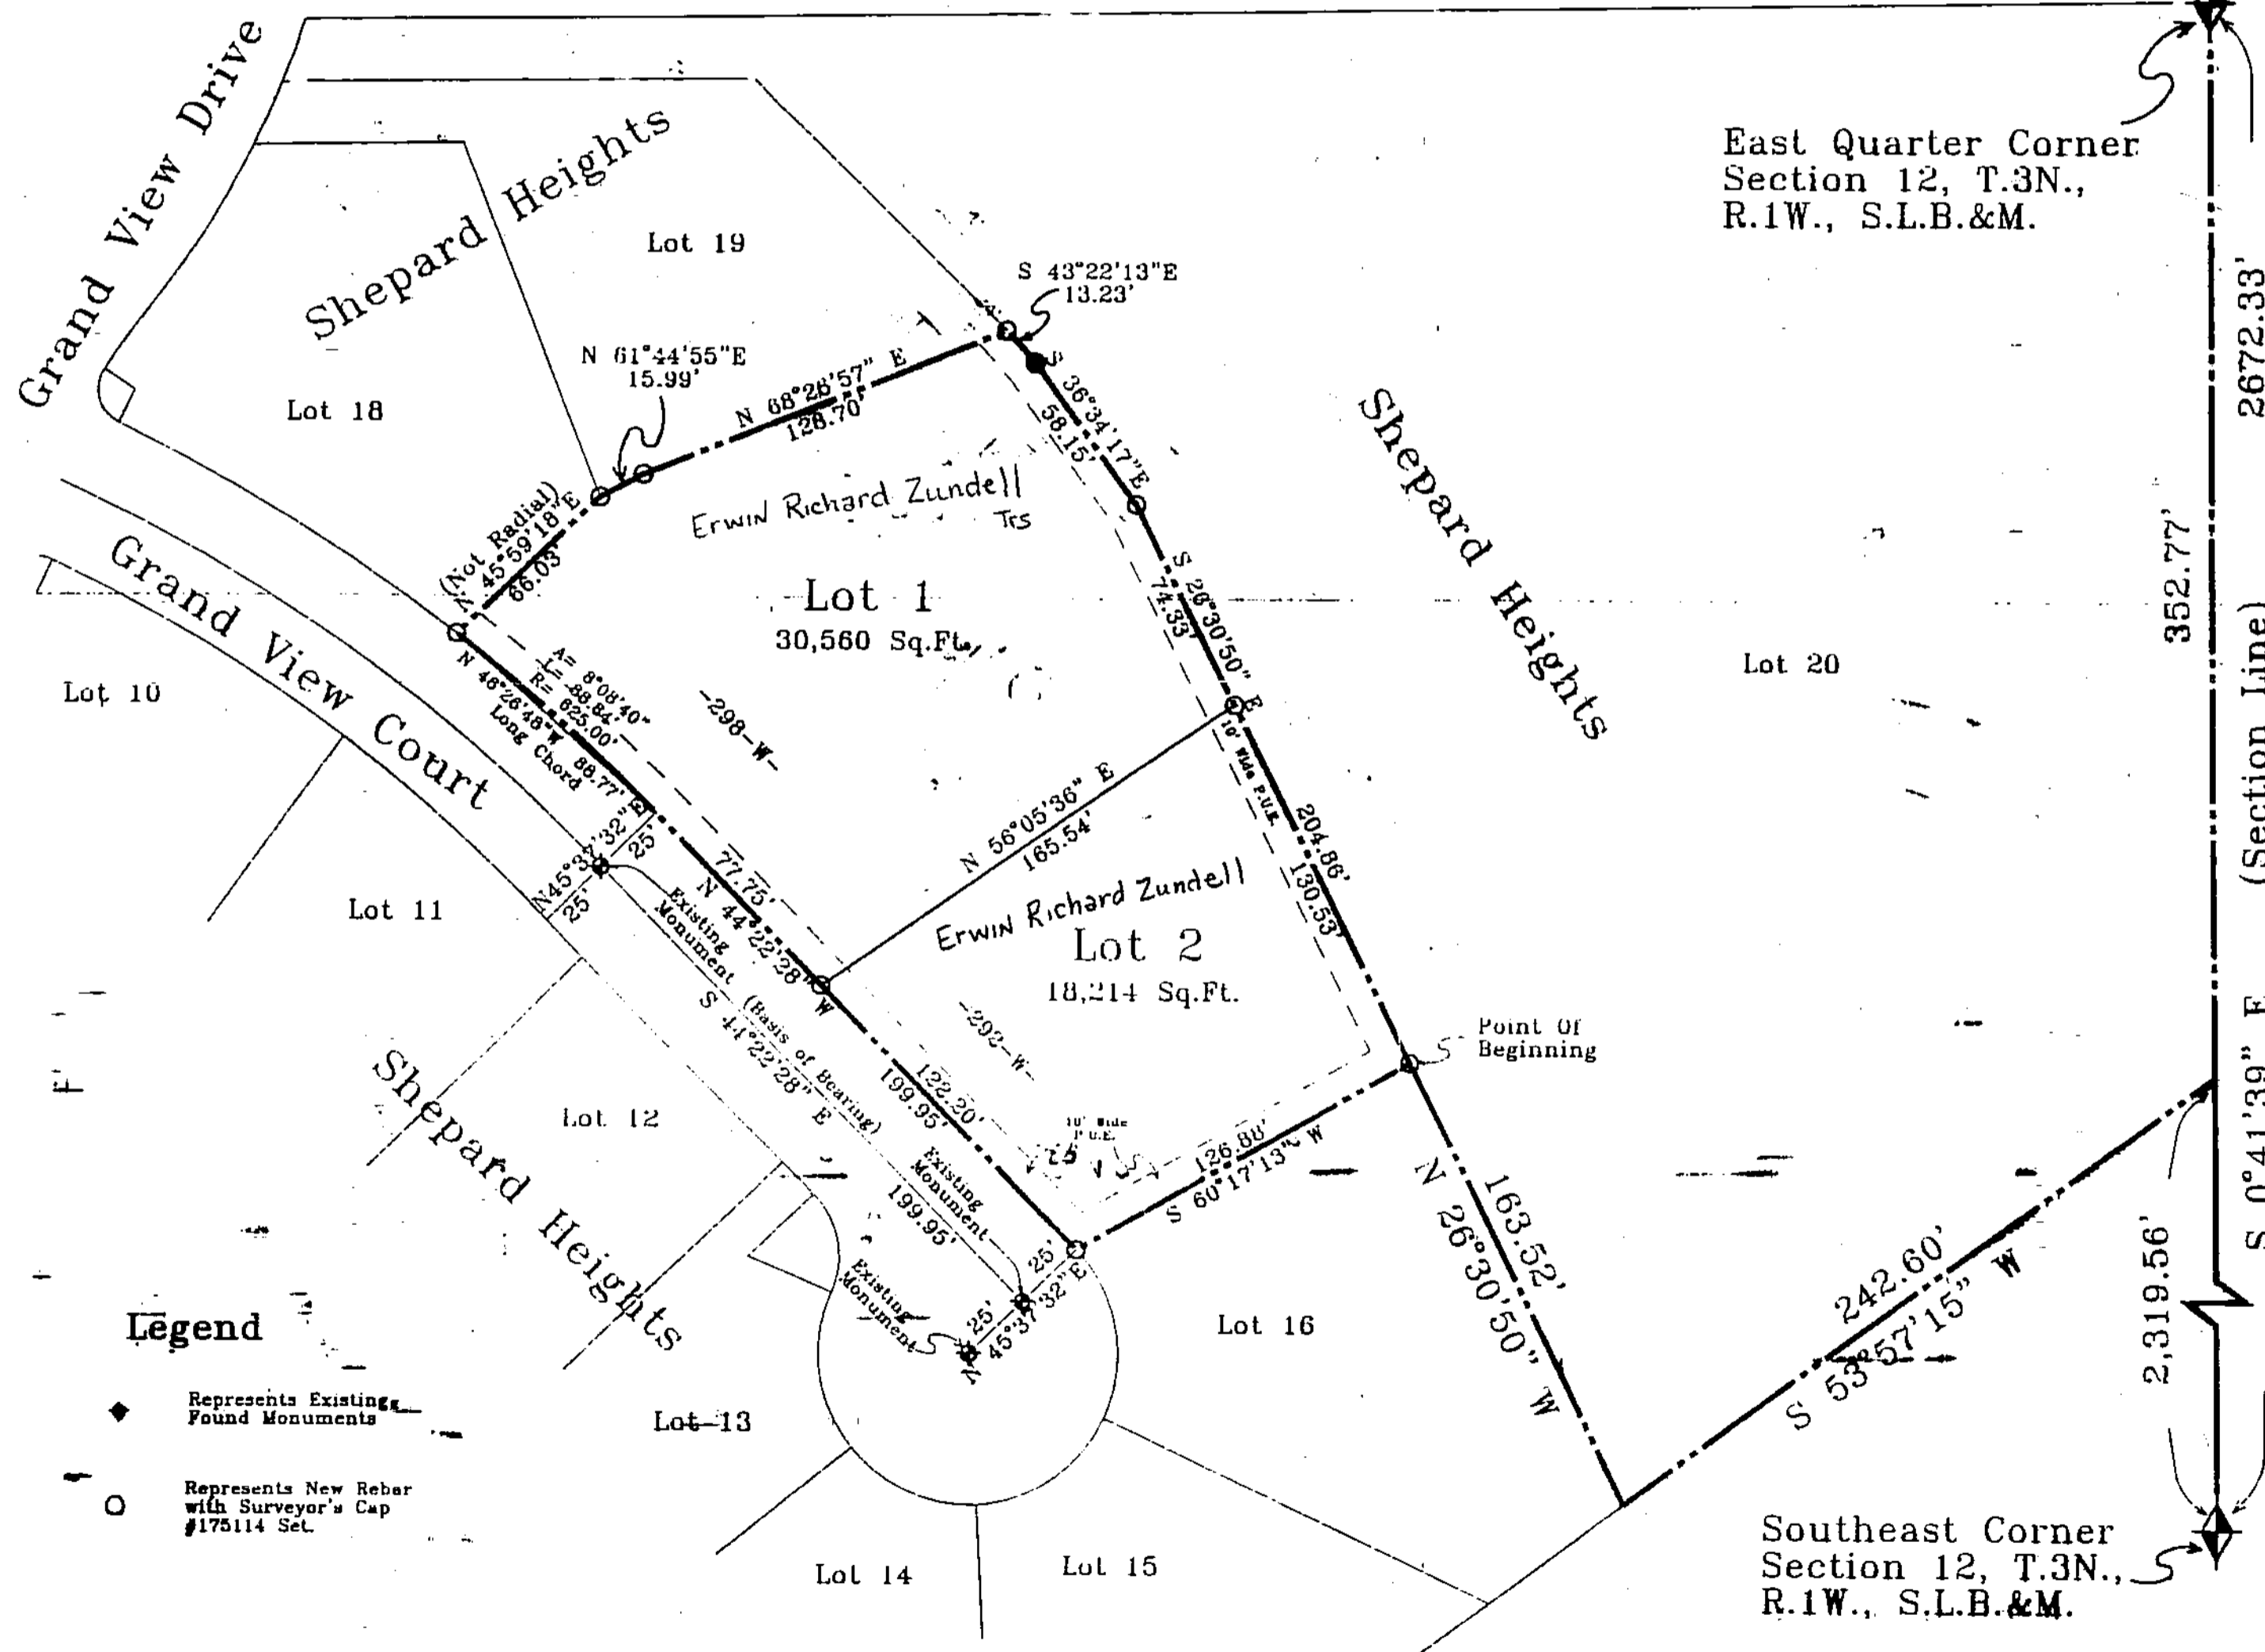 Grand View Drive
Shepard Heights
Lot 19
East Quarter Corner
Section 12, T.3N.,
R.1W., S.L.B.&M.
2672.33'
S 43°22'13"E
13.23'
N 61°44'55"E
15.99'
N 68°26'57" E
128.70'
Lot 18
36°34'17"E
58.15'
Erwin Richard Zundell
Trs
(Not Radial)
45°59'18"E
66.03'
Lot 1
30,560 Sq.Ft.
S 26°30'50" E
74.33'
Shepard Heights
352.77'
Lot 20
(Section Line)
S 0°41'39" E
Grand View Court
Lot 10
8°08'40"
L= 88.84'
R= 625.00'
N 48°26'48"W 88.77'
Long Chord
-298-W-
N 56°05'36" E
165.54'
10' Wide P.U.E.
204.86'
130.53'
N45°37'32"E
25'
25'
77.75'
N 44°22'28" W
Existing
Monument
(Basis of Bearing)
S 44°22'28" E
Lot 11
Erwin Richard Zundell
Lot 2
18,214 Sq.Ft.
-292-W-
Point Of
Beginning
122.20'
199.95'
10' Wide
P.U.E.
126.88'
S 60°17'13" W
Shepard Heights
Lot 12
Existing
Monument
199.95'
25'
25'
N 45°37'32" E
Existing
Monument
163.52'
N 26°30'50" W
242.60'
S 53°57'15" W
2,319.56'
Lot 16
Legend
Represents Existing
Found Monuments
Represents New Rebar
with Surveyor's Cap
#175114 Set.
Lot 13
Lot 14
Lot 15
Southeast Corner
Section 12, T.3N.,
R.1W., S.L.B.&M.